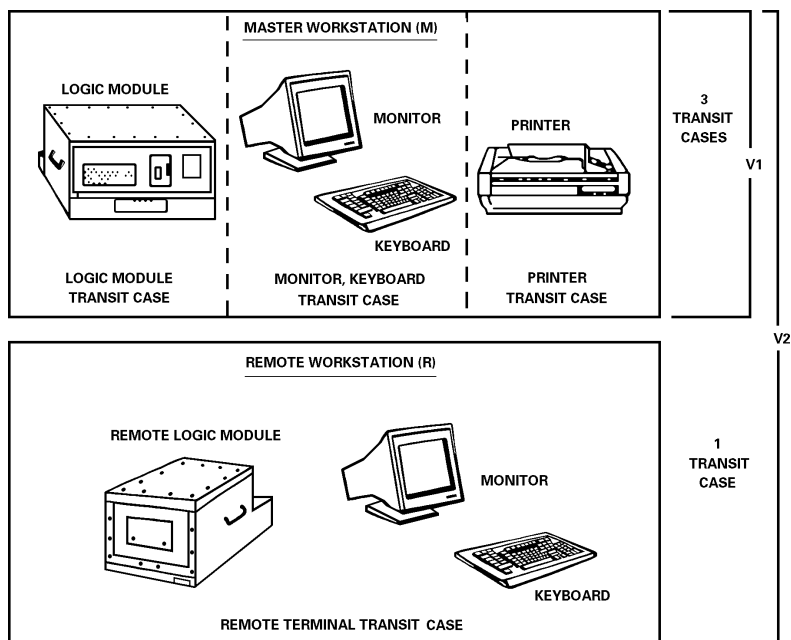 MASTER WORKSTATION (M)
LOGIC MODULE
MONITOR
PRINTER
KEYBOARD
LOGIC MODULE
TRANSIT CASE
MONITOR, KEYBOARD
TRANSIT CASE
PRINTER
TRANSIT CASE
3
TRANSIT
CASES
V1
V2
REMOTE WORKSTATION (R)
REMOTE LOGIC MODULE
MONITOR
KEYBOARD
REMOTE TERMINAL TRANSIT CASE
1
TRANSIT
CASE